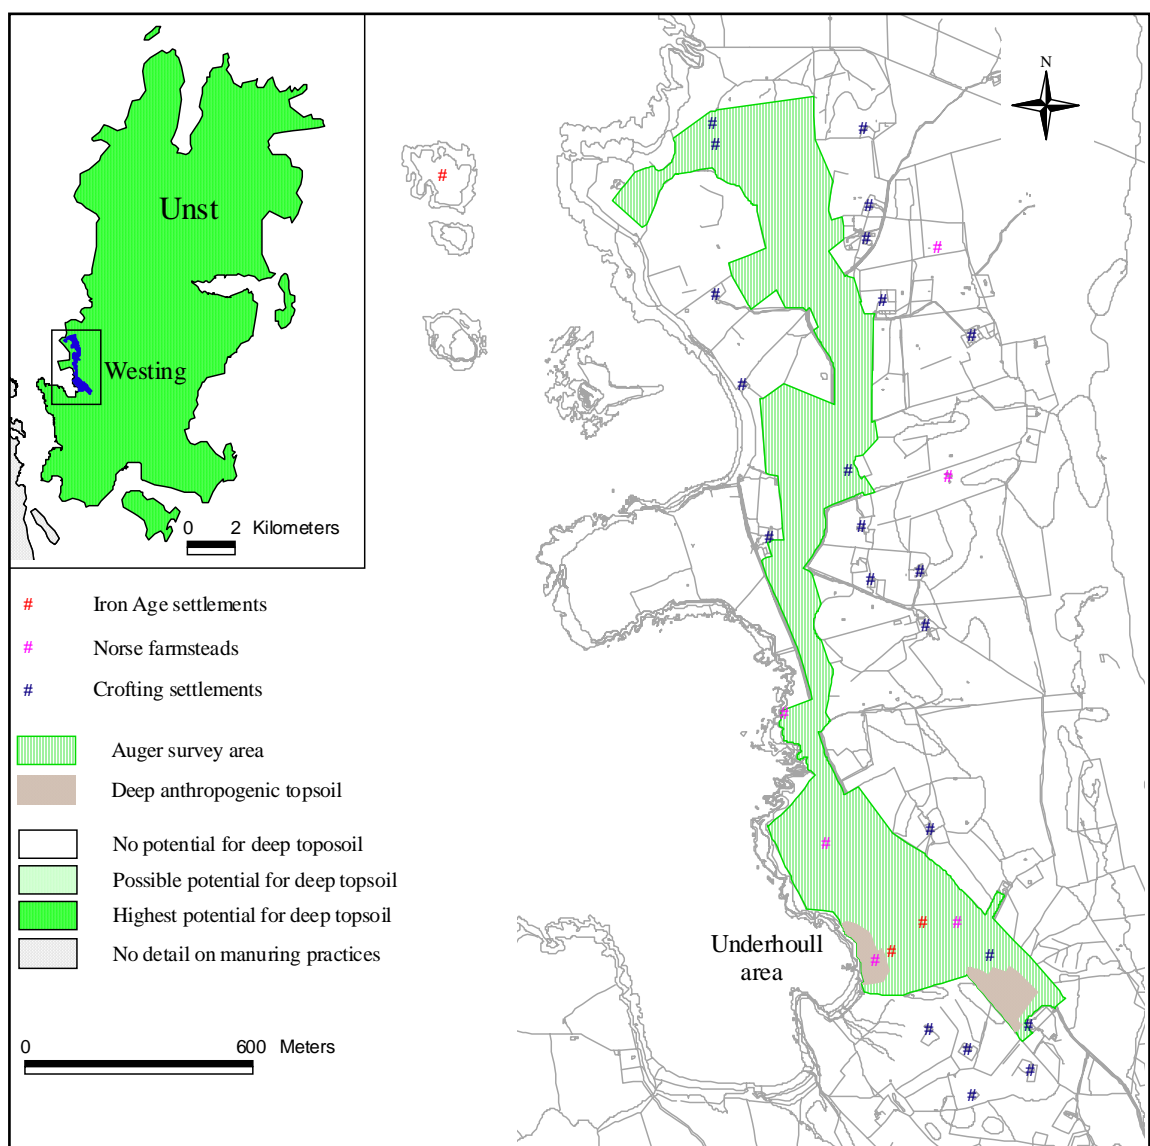 N
Unst
Westing
0 2 Kilometers
# Iron Age settlements
# Norse farmsteads
# Crofting settlements
Auger survey area
Deep anthropogenic topsoil
No potential for deep toposoil
Possible potential for deep topsoil
Highest potential for deep topsoil
No detail on manuring practices
0 600 Meters
Underhoull
area